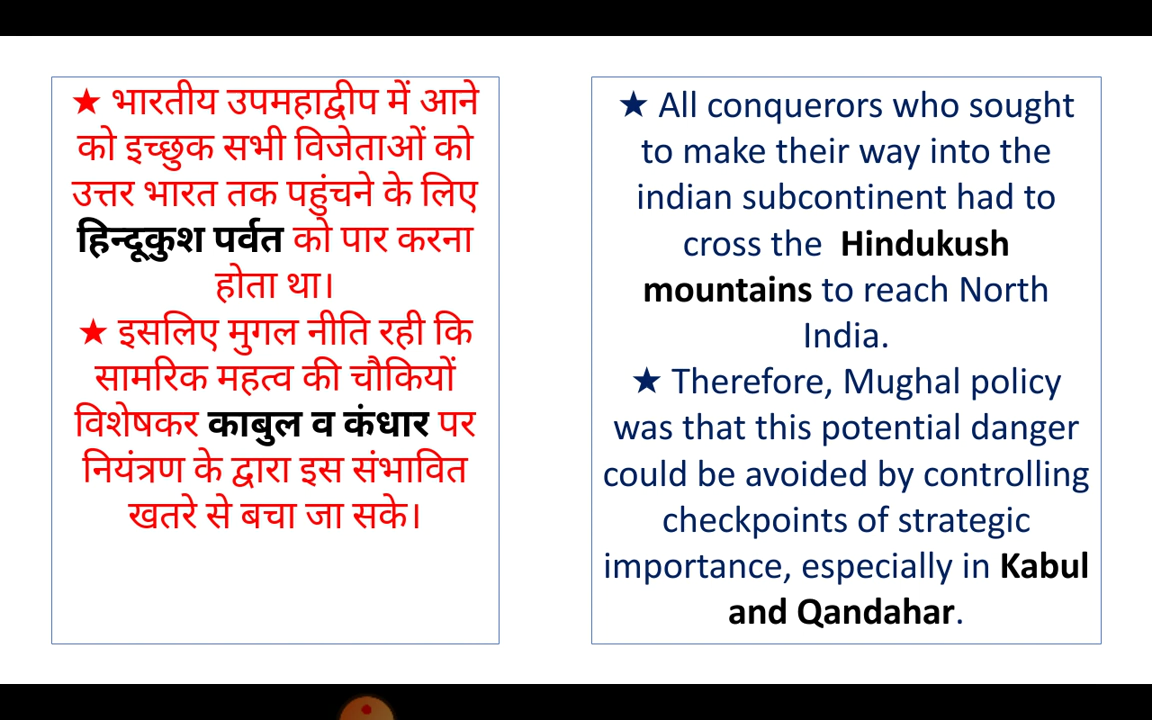 ★ भारतीय उपमहाद्वीप में आने
को इच्छुक सभी विजेताओं को
उत्तर भारत तक पहुंचने के लिए
हिन्दूकुश पर्वत को पार करना
होता था।
★ इसलिए मुगल नीति रही कि
सामरिक महत्व की चौकियों
विशेषकर काबुल व कंधार पर
नियंत्रण के द्वारा इस संभावित
खतरे से बचा जा सके।
★ All conquerors who sought
to make their way into the
indian subcontinent had to
cross the Hindukush
mountains to reach North
India.
★ Therefore, Mughal policy
was that this potential danger
could be avoided by controlling
checkpoints of strategic
importance, especially in Kabul
and Qandahar.